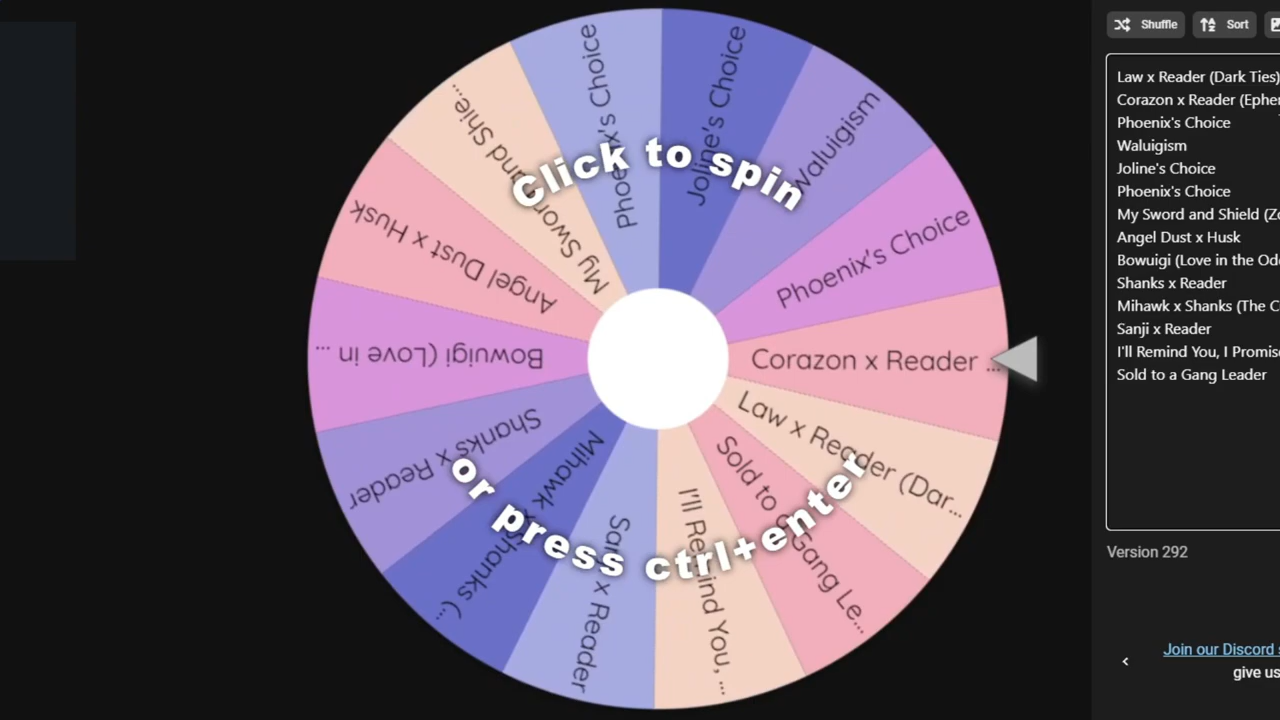 Phoenix's Choice
Joline's Choice
Waluigism
Phoenix's Choice
Corazon x Reader ...
Law x Reader (Dar...
Sold to a Gang Le...
I'll Remind You, ...
Sanji x Reader
Mihawk x Shanks (...
Shanks x Reader
Bowuigi (Love in ...
Angel Dust x Husk
My Sword and Shie...
Click to spin
or press ctrl+enter
Shuffle
Sort
Law x Reader (Dark Ties)
Corazon x Reader (Ephe
Phoenix's Choice
Waluigism
Joline's Choice
Phoenix's Choice
My Sword and Shield (Z
Angel Dust x Husk
Bowuigi (Love in the Od
Shanks x Reader
Mihawk x Shanks (The C
Sanji x Reader
I'll Remind You, I Promis
Sold to a Gang Leader
Version 292
Join our Discord s
give us